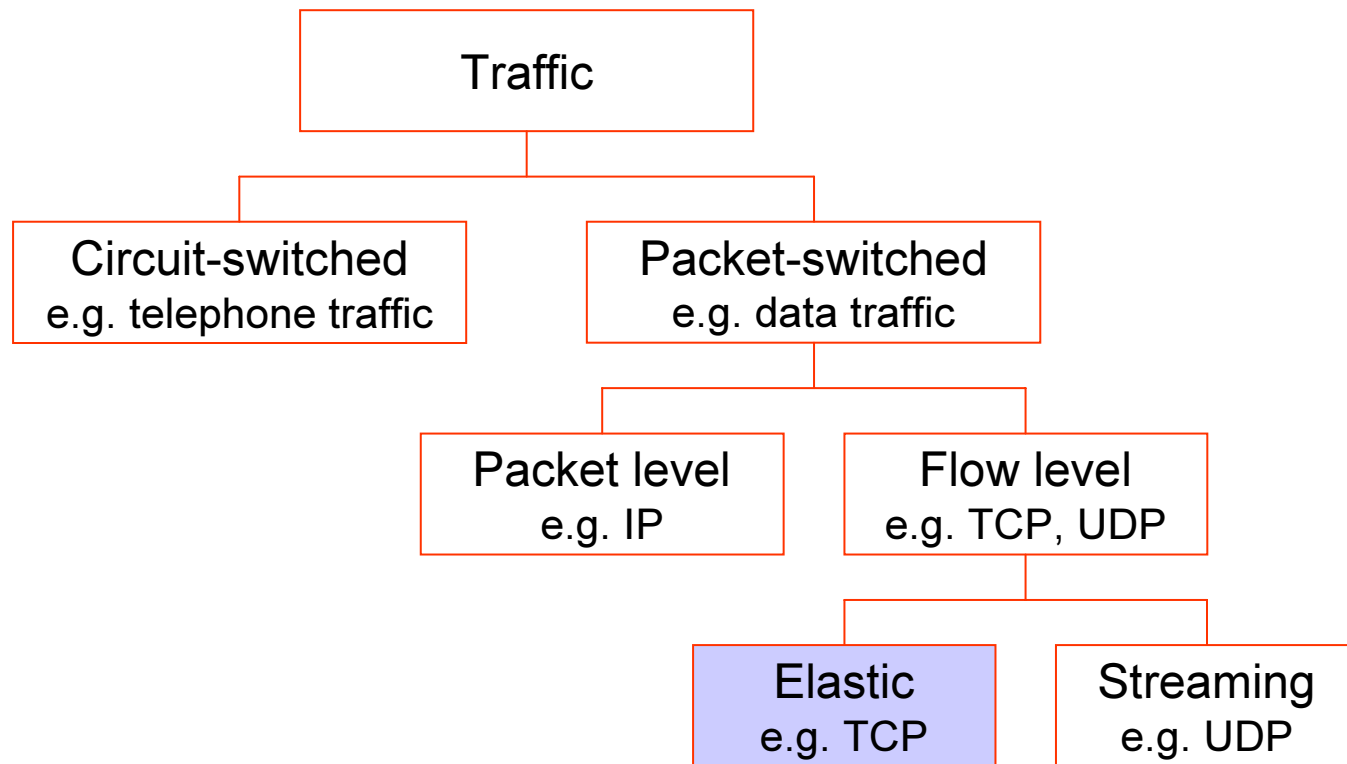 Traffic
Circuit-switched
e.g. telephone traffic
Packet-switched
e.g. data traffic
Packet level
e.g. IP
Flow level
e.g. TCP, UDP
Elastic
e.g. TCP
Streaming
e.g. UDP